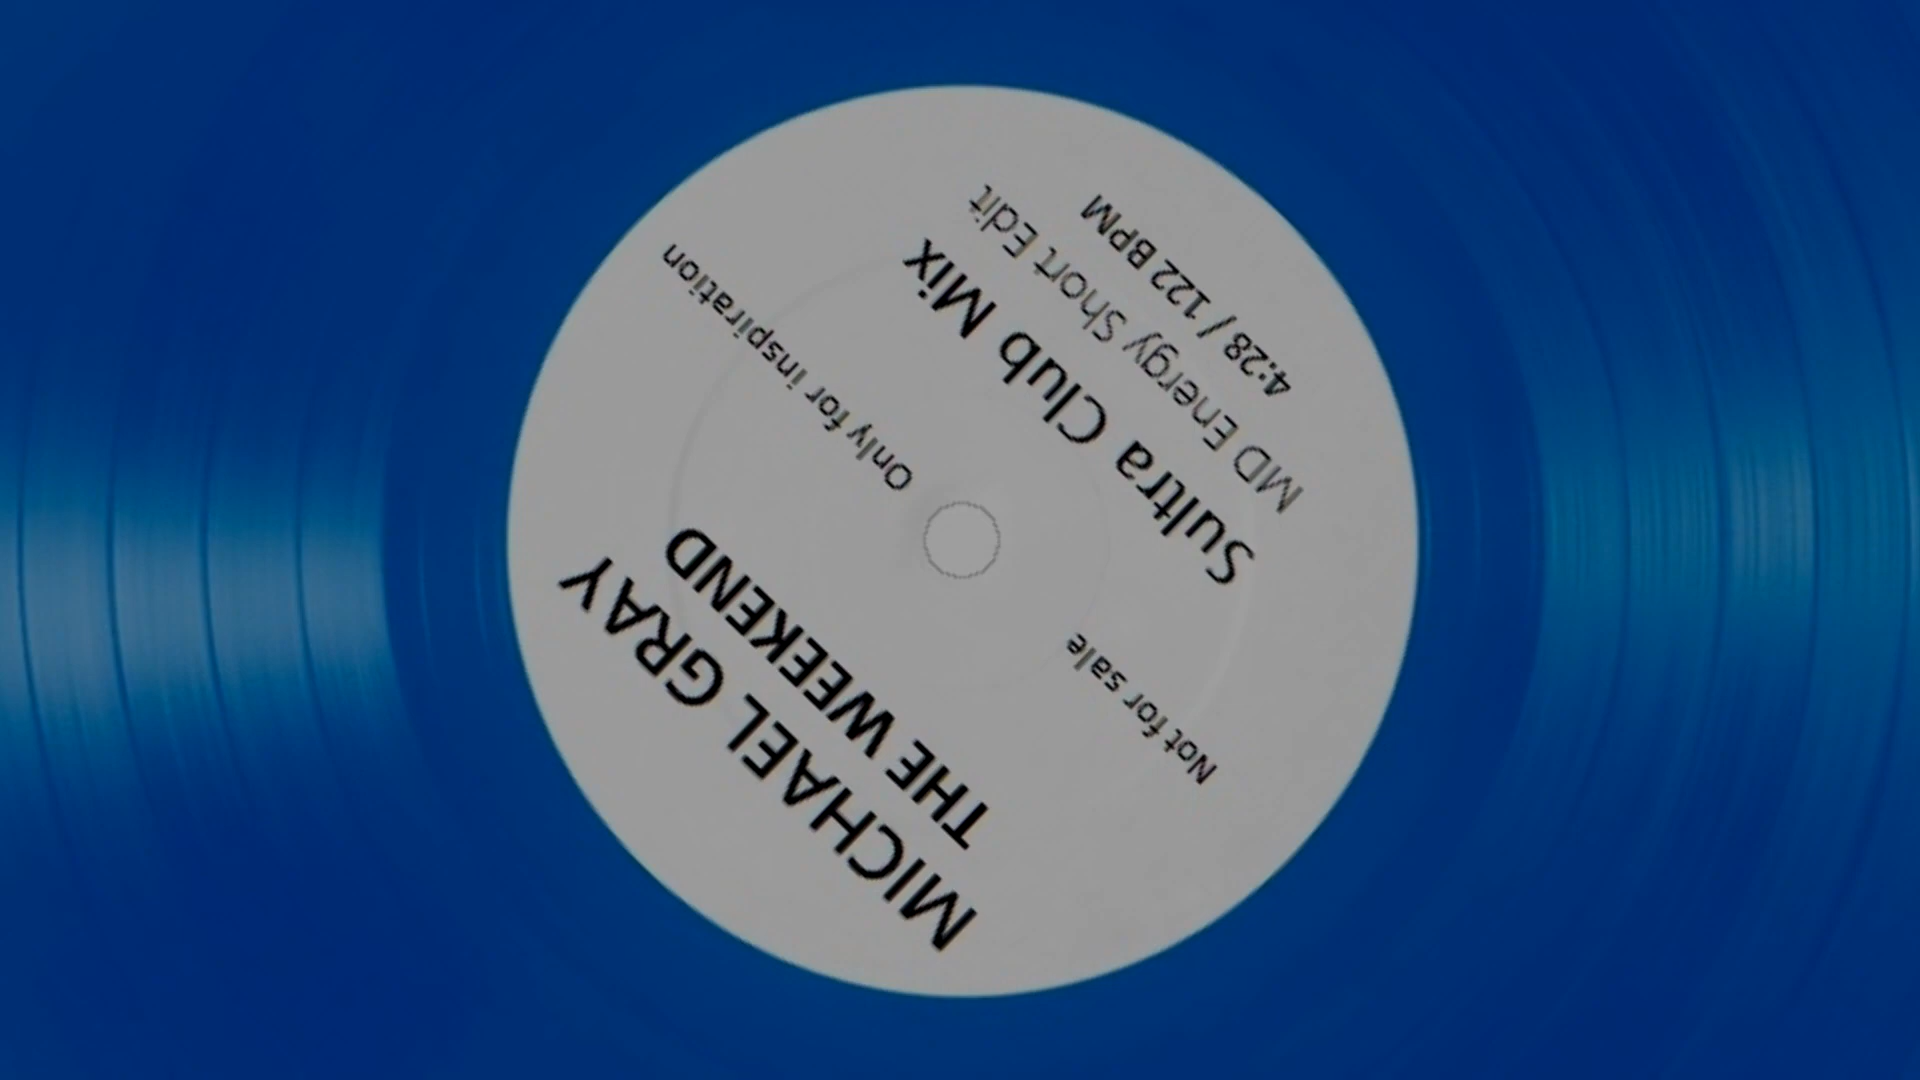 MICHAEL GRAY
THE WEEKEND
Not for sale
Only for inspiration
Sultra Club Mix
MD Energy Short Edit
4:28 / 122 BPM